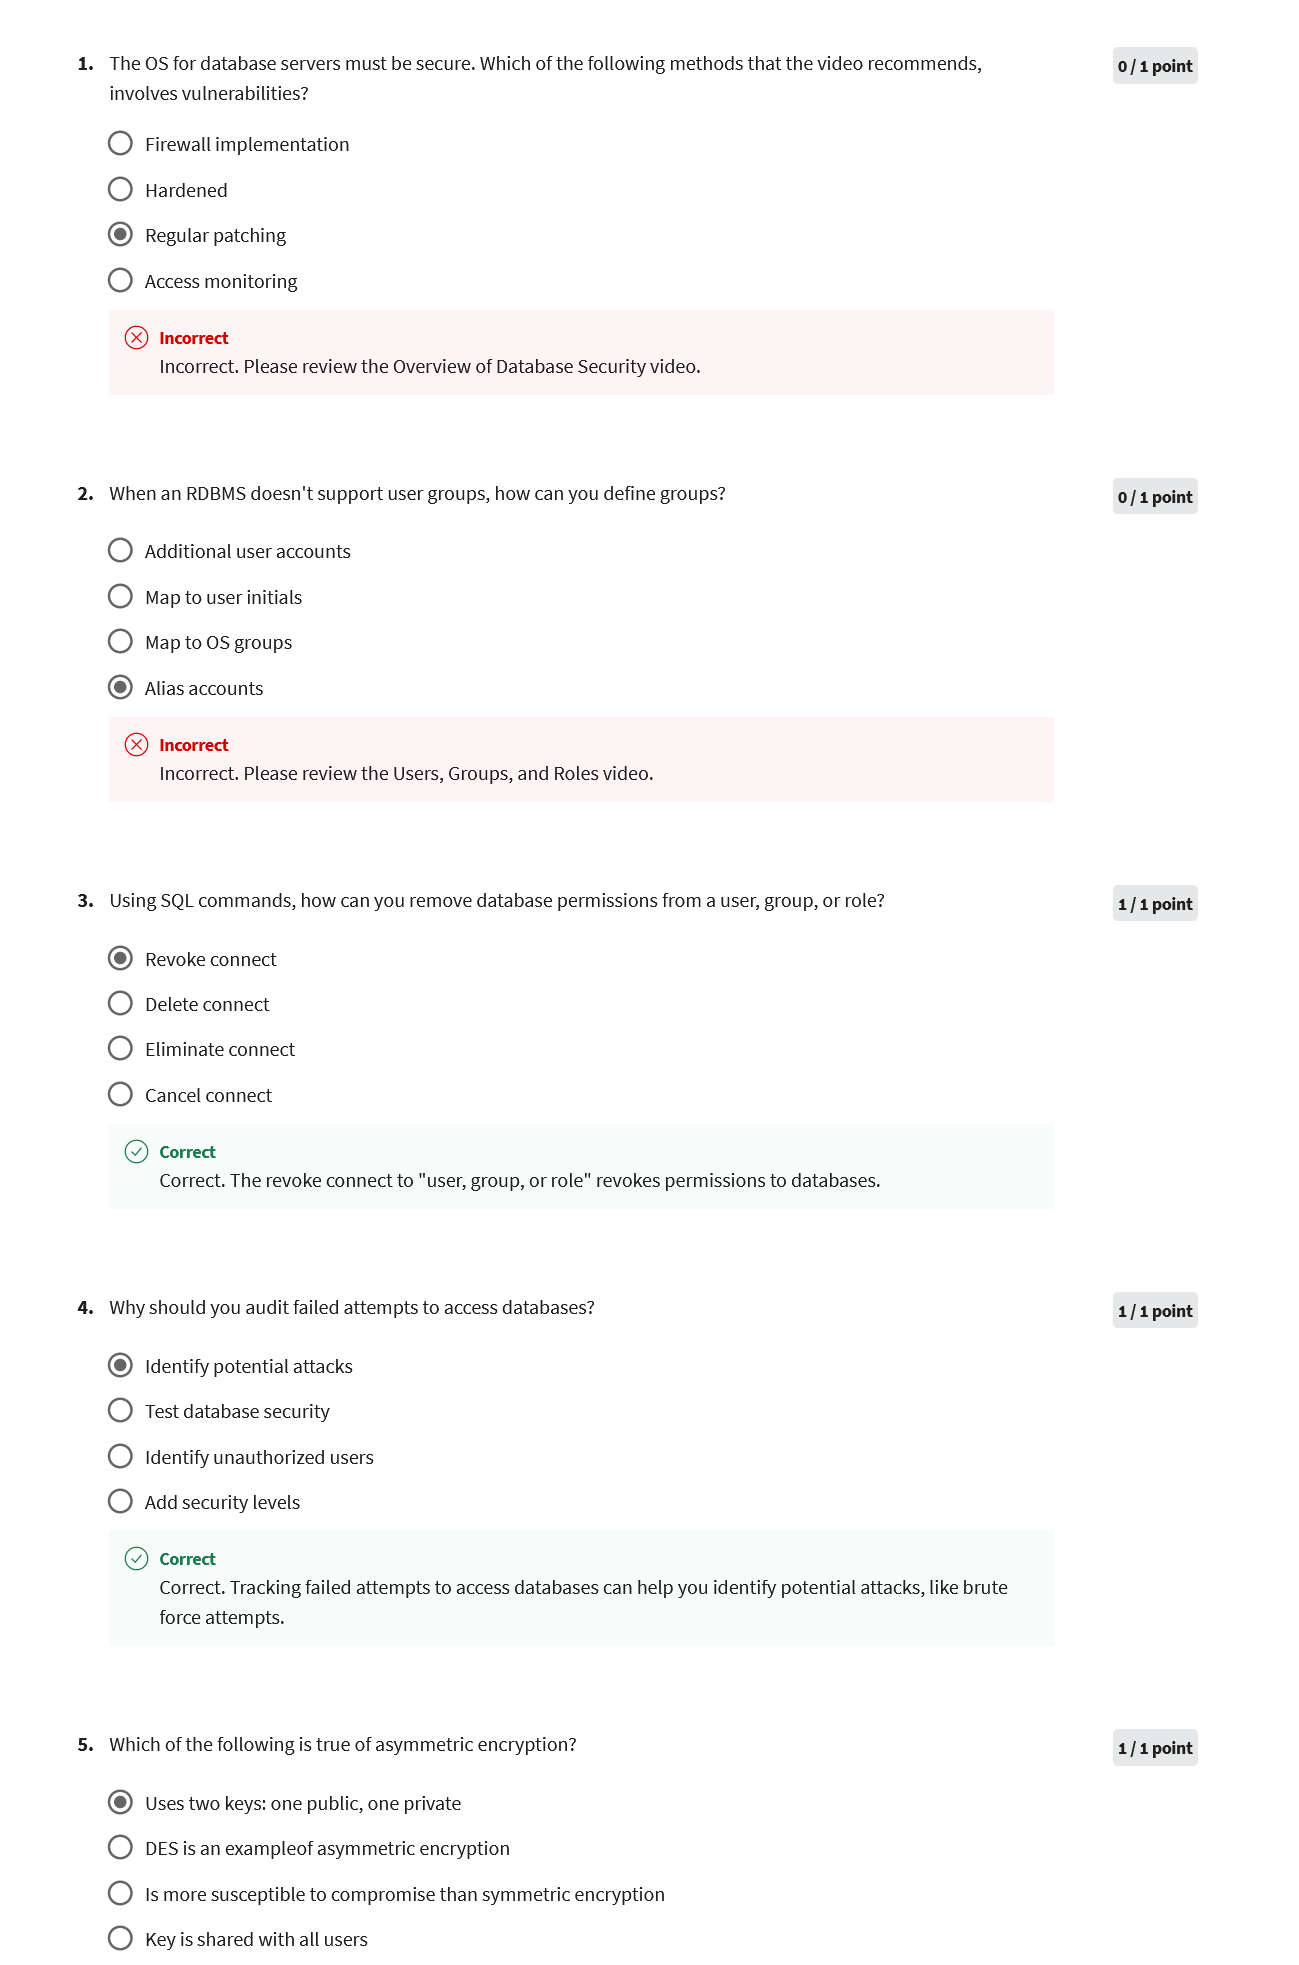 1. The OS for database servers must be secure. Which of the following methods that the video recommends, 0 / 1 point
involves vulnerabilities?
Firewall implementation
Hardened
Regular patching
Access monitoring
Incorrect
Incorrect. Please review the Overview of Database Security video.
2. When an RDBMS doesn't support user groups, how can you define groups? 0 / 1 point
Additional user accounts
Map to user initials
Map to OS groups
Alias accounts
Incorrect
Incorrect. Please review the Users, Groups, and Roles video.
3. Using SQL commands, how can you remove database permissions from a user, group, or role? 1 / 1 point
Revoke connect
Delete connect
Eliminate connect
Cancel connect
Correct
Correct. The revoke connect to "user, group, or role" revokes permissions to databases.
4. Why should you audit failed attempts to access databases? 1 / 1 point
Identify potential attacks
Test database security
Identify unauthorized users
Add security levels
Correct
Correct. Tracking failed attempts to access databases can help you identify potential attacks, like brute
force attempts.
5. Which of the following is true of asymmetric encryption? 1 / 1 point
Uses two keys: one public, one private
DES is an exampleof asymmetric encryption
Is more susceptible to compromise than symmetric encryption
Key is shared with all users